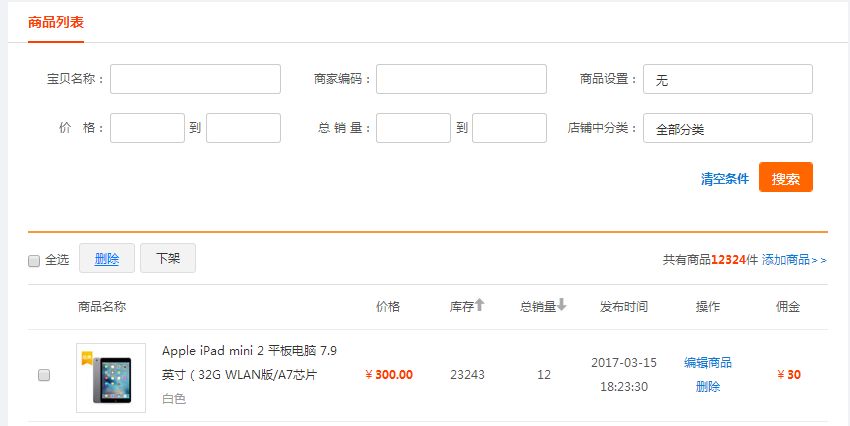 商品列表
宝贝名称： 商家编码： 商品设置： 无
价 格： 到 总 销 量： 到 店铺中分类： 全部分类
清空条件 搜索
全选 删除 下架 共有商品12324件 添加商品>>
商品名称 价格 库存 总销量 发布时间 操作 佣金
Apple iPad mini 2 平板电脑 7.9
英寸（32G WLAN版/A7芯片
白色
￥300.00
23243
12
2017-03-15
18:23:30
编辑商品
删除
￥30